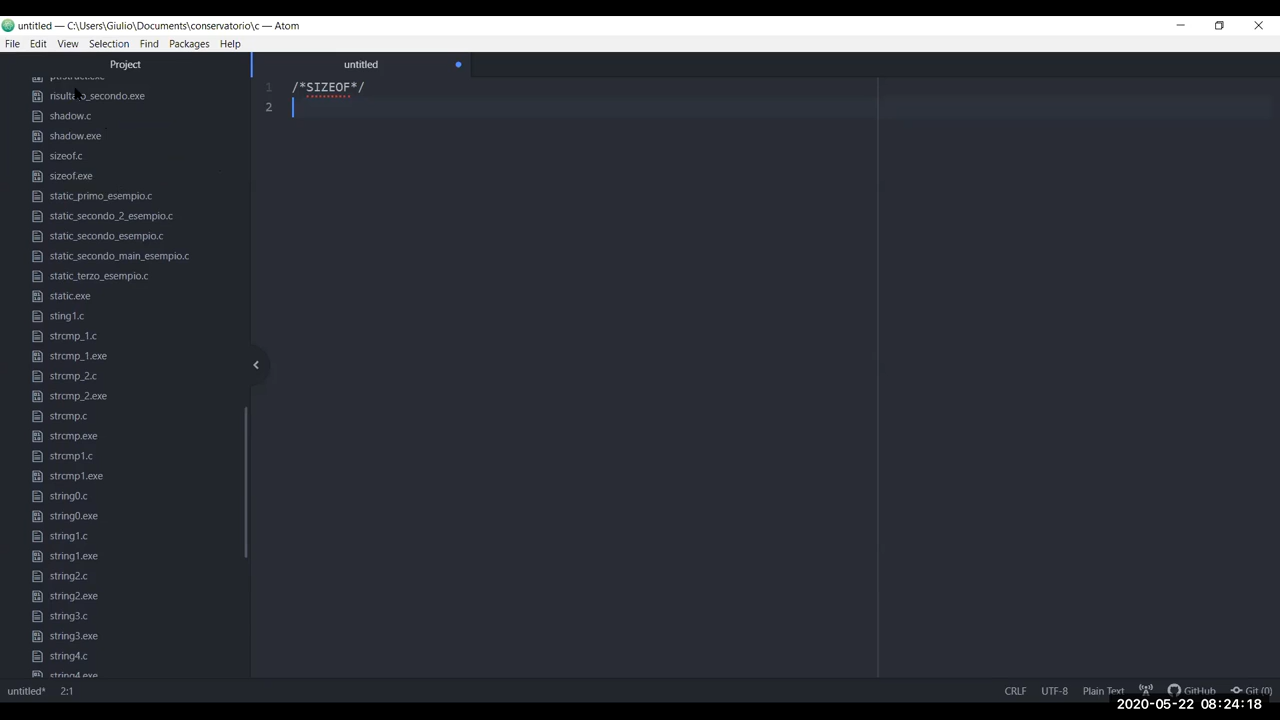 untitled — C:\Users\Giulio\Documents\conservatorio\c — Atom
File Edit View Selection Find Packages Help
Project
untitled
ptrstruct.exe
risultato_secondo.exe
shadow.c
shadow.exe
sizeof.c
sizeof.exe
static_primo_esempio.c
static_secondo_2_esempio.c
static_secondo_esempio.c
static_secondo_main_esempio.c
static_terzo_esempio.c
static.exe
sting1.c
strcmp_1.c
strcmp_1.exe
strcmp_2.c
strcmp_2.exe
strcmp.c
strcmp.exe
strcmp1.c
strcmp1.exe
string0.c
string0.exe
string1.c
string1.exe
string2.c
string2.exe
string3.c
string3.exe
string4.c
string4.exe
1 /*SIZEOF*/
2
untitled* 2:1 CRLF UTF-8 Plain Text GitHub Git (0)
2020-05-22 08:24:18